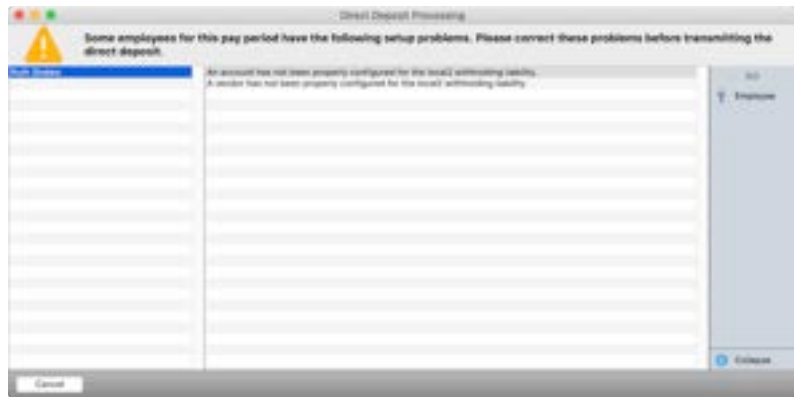 Direct Deposit Processing
Some employees for this pay period have the following setup problems. Please correct these problems before transmitting the
direct deposit.
An account has not been properly configured for the local2 withholding liability.
A vendor has not been properly configured for the local2 withholding liability.
Employee
Collapse
Cancel